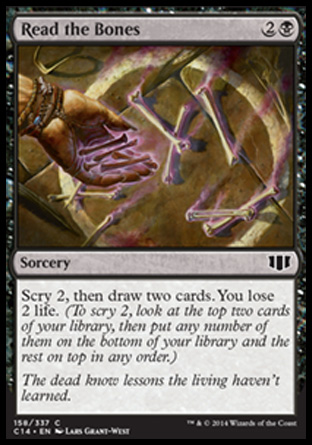 Read the Bones 2
Sorcery
Scry 2, then draw two cards. You lose
2 life. (To scry 2, look at the top two cards
of your library, then put any number of
them on the bottom of your library and the
rest on top in any order.)
The dead know lessons the living haven't
learned.
158/337 C
C14 • EN Lars Grant-West ™ & © 2014 Wizards of the Coast